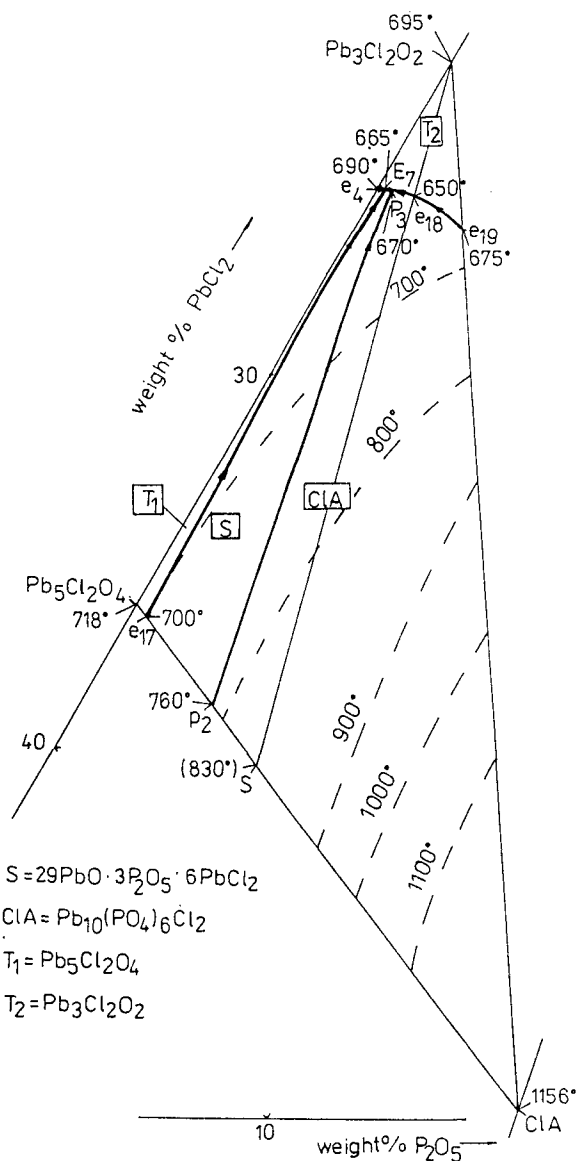 695°
Pb₃Cl₂O₂
T₂
665°
690°
E₇
e₄
650°
P₃
e₁₈
e₁₉
670°
675°
700°
weight % PbCl₂
30
800°
ClA
T₁
S
Pb₅Cl₂O₄
718°
700°
e₁₇
760°
P₂
900°
40
(830°)
S
1000°
1100°
S=29PbO·3P₂O₅·6PbCl₂
ClA=Pb₁₀(PO₄)₆Cl₂
T₁=Pb₅Cl₂O₄
T₂=Pb₃Cl₂O₂
1156°
ClA
10
weight% P₂O₅